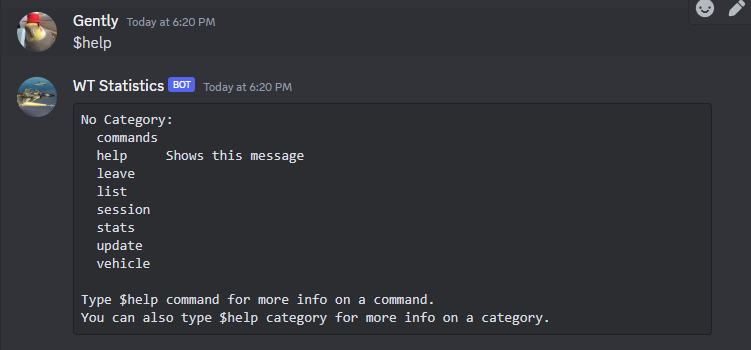 Gently Today at 6:20 PM
$help
WT Statistics BOT Today at 6:20 PM
No Category:
  commands
  help     Shows this message
  leave
  list
  session
  stats
  update
  vehicle

Type $help command for more info on a command.
You can also type $help category for more info on a category.